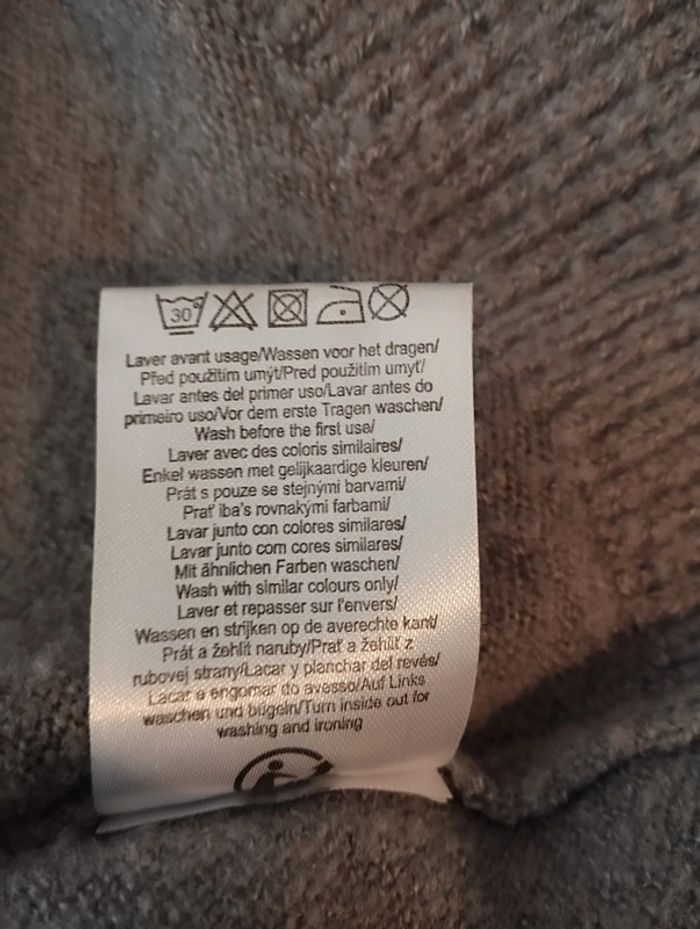 30°
Laver avant usage/Wassen voor het dragen/
Před použitím umýt/Pred použitím umyť/
Lavar antes del primer uso/Lavar antes do
primeiro uso/Vor dem erste Tragen waschen/
Wash before the first use/
Laver avec des coloris similaires/
Enkel wassen met gelijkaardige kleuren/
Prát s pouze se stejnými barvami/
Prať iba's rovnakými farbami/
Lavar junto con colores similares/
Lavar junto com cores similares/
Mit ähnlichen Farben waschen/
Wash with similar colours only/
Laver et repasser sur l'envers/
Wassen en strijken op de averechte kant/
Prát a žehlit naruby/Prať a žehliť z
rubovej strany/Lacar y planchar del revés/
Lacar e engomar do avesso/Auf Links
waschen und bügeln/Turn inside out for
washing and ironing